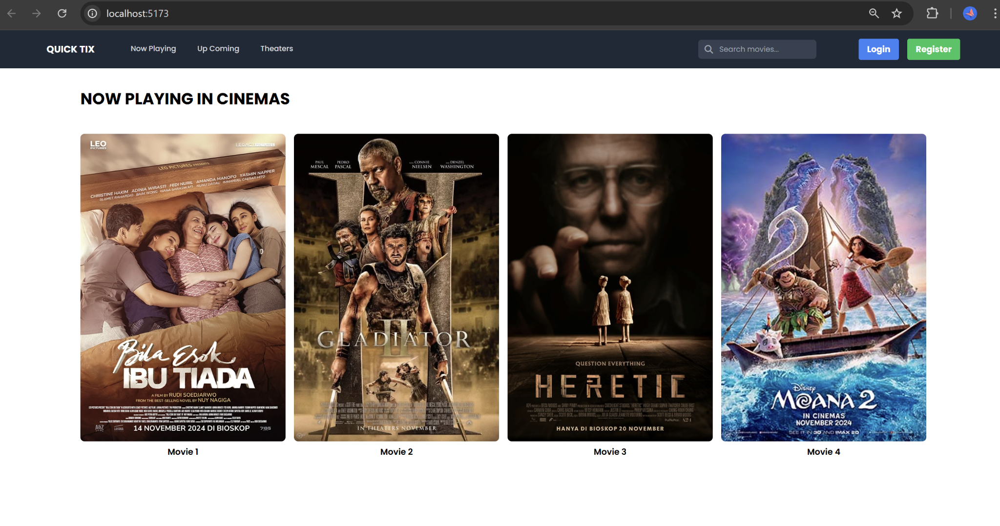 localhost:5173
QUICK TIX
Now Playing
Up Coming
Theaters
Search movies...
Login
Register
NOW PLAYING IN CINEMAS
LEO
PICTURES
LEGACY PICTURES
LEO PICTURES PRESENTS
CHRISTINE HAKIM ADINIA WIRASTI FEDI NURIL AMANDA MANOPO YASMIN NAPPER
SLAMET RAHARDJO BAIM WONG HANA SARASWATI NUNU DATAU IMMANUEL CAESAR HITO
Bila Esok
IBU TIADA
A FILM BY RUDI SOEDJARWO
FROM THE BEST-SELLING NOVEL BY NUY NAGIGA
14 NOVEMBER 2024 DI BIOSKOP
Movie 1
PAUL MESCAL
PEDRO PASCAL
CONNIE NIELSEN
DENZEL WASHINGTON
GLADIATOR
II
IN THEATERS NOVEMBER
Movie 2
QUESTION EVERYTHING
HERETIC
HANYA DI BIOSKOP 20 NOVEMBER
Movie 3
Disney
MOANA 2
IN CINEMAS
NOVEMBER 2024
SEE IT IN 3D AND IMAX 2D
Movie 4